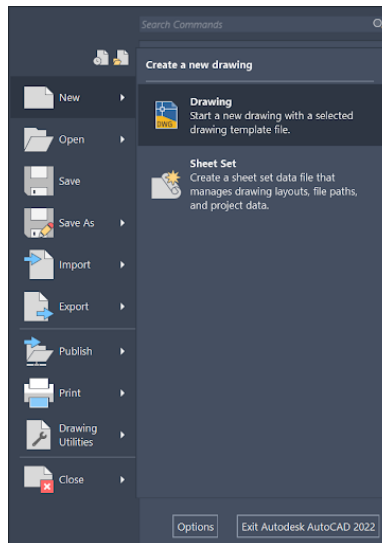 Search Commands
Create a new drawing
New
Drawing
Start a new drawing with a selected
drawing template file.
DWG
Open
Sheet Set
Create a sheet set data file that
manages drawing layouts, file paths,
and project data.
Save
Save As
Import
Export
Publish
Print
Drawing
Utilities
Close
Options
Exit Autodesk AutoCAD 2022